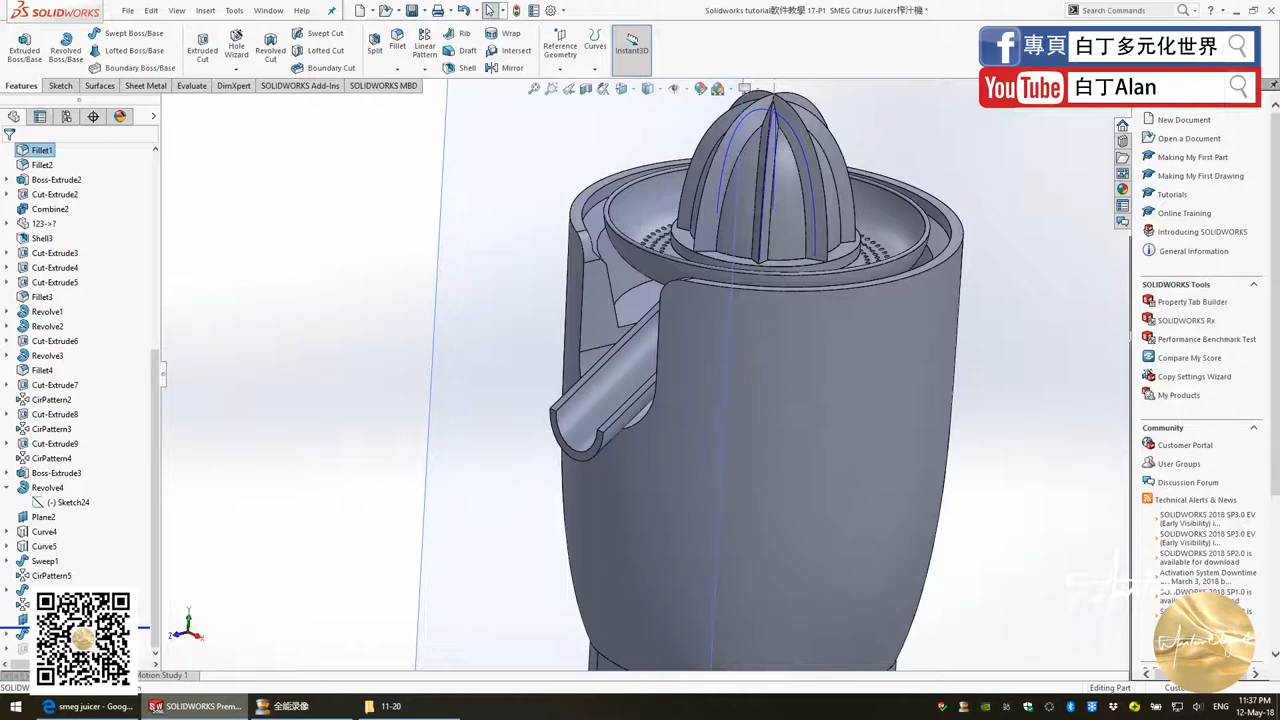 SOLIDWORKS
File
Edit
View
Insert
Tools
Window
Help
Solidworks tutorial軟件教學 17-P1 SMEG Citrus Juicers榨汁機 *
Search Commands
Extruded Boss/Base
Revolved Boss/Base
Swept Boss/Base
Lofted Boss/Base
Boundary Boss/Base
Extruded Cut
Hole Wizard
Revolved Cut
Swept Cut
Lofted Cut
Boundary Cut
Split
Fillet
Linear Pattern
Rib
Draft
Shell
Wrap
Intersect
Mirror
Reference Geometry
Curves
Instant3D
專頁
白丁多元化世界
YouTube
白丁Alan
Features
Sketch
Surfaces
Sheet Metal
Evaluate
DimXpert
SOLIDWORKS Add-Ins
SOLIDWORKS MBD
Fillet1
Fillet2
Boss-Extrude2
Cut-Extrude2
Combine2
123->?
Shell3
Cut-Extrude3
Cut-Extrude4
Cut-Extrude5
Fillet3
Revolve1
Revolve2
Cut-Extrude6
Revolve3
Fillet4
Cut-Extrude7
CirPattern2
Cut-Extrude8
CirPattern3
Cut-Extrude9
CirPattern4
Boss-Extrude3
Revolve4
(-) Sketch24
Plane2
Curve4
Curve5
Sweep1
CirPattern5
Y
Z
X
New Document
Open a Document
Making My First Part
Making My First Drawing
Tutorials
Online Training
Introducing SOLIDWORKS
General Information
SOLIDWORKS Tools
Property Tab Builder
SOLIDWORKS Rx
Performance Benchmark Test
Compare My Score
Copy Settings Wizard
My Products
Community
Customer Portal
User Groups
Discussion Forum
Technical Alerts & News
SOLIDWORKS 2018 SP3.0 EV
(Early Visibility) i...
SOLIDWORKS 2018 SP3.0 EV
(Early Visibility) i...
SOLIDWORKS 2018 SP2.0 is
available for download
Activation System Downtime
March 3, 2018 b...
Motion Study 1
Editing Part
smeg juicer - Goog...
SOLIDWORKS Prem...
全能录像
11-20
ENG
11:37 PM
12-May-18